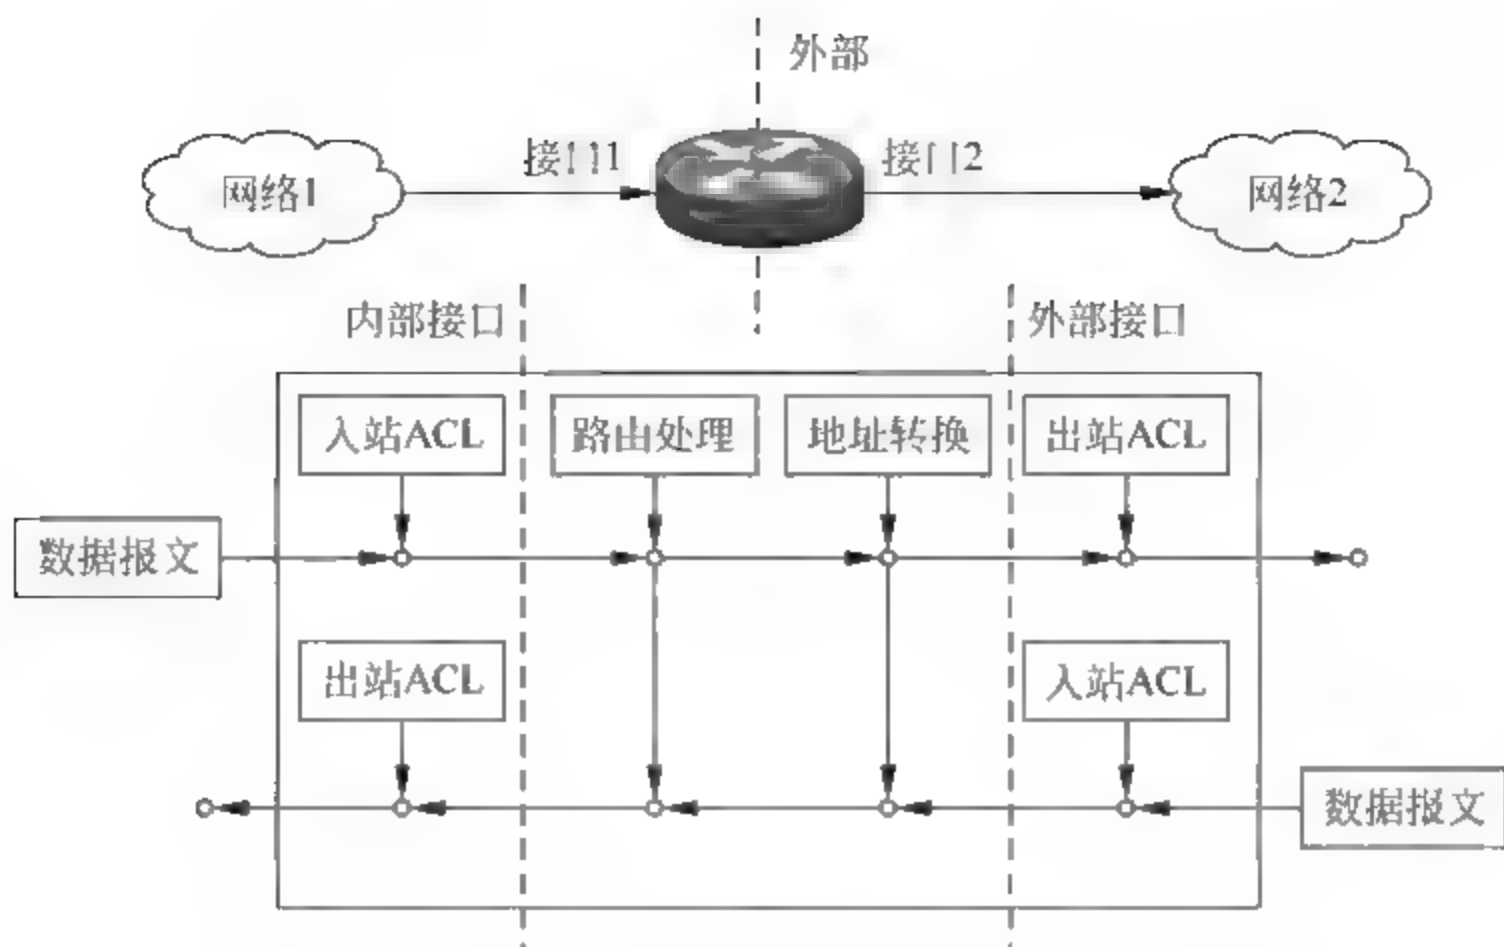 外部
网络1
接口1
接口2
网络2
内部接口
外部接口
入站ACL
路由处理
地址转换
出站ACL
数据报文
出站ACL
入站ACL
数据报文